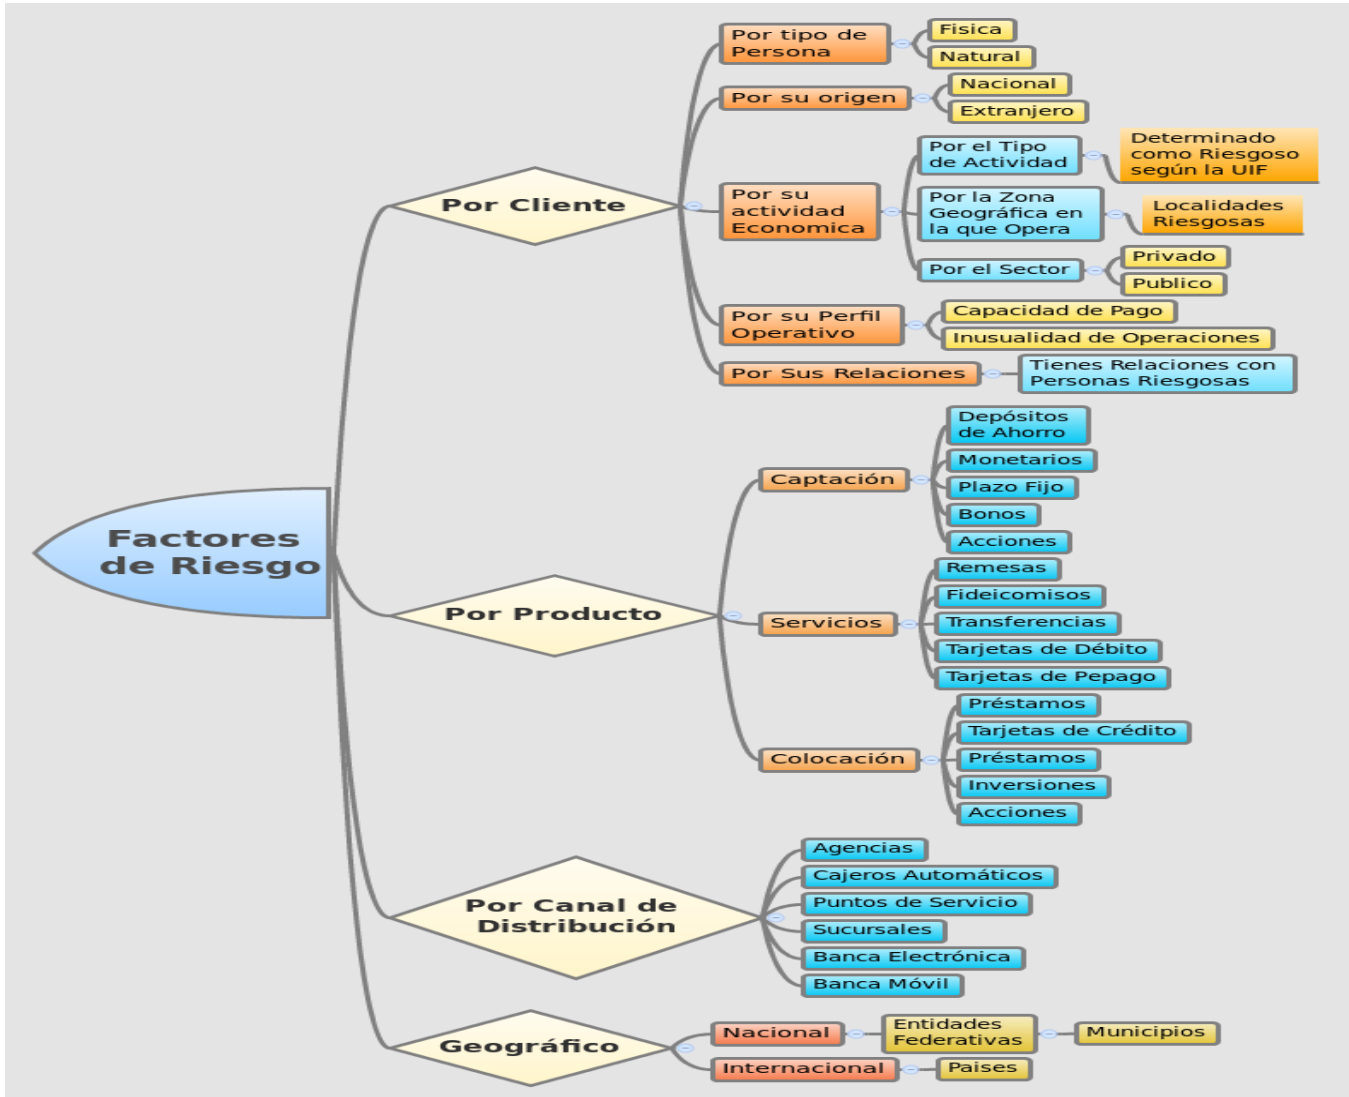 Factores
de Riesgo
Por Cliente
Por tipo de
Persona
Fisica
Natural
Por su origen
Nacional
Extranjero
Por su
actividad
Economica
Por el Tipo
de Actividad
Determinado
como Riesgoso
según la UIF
Por la Zona
Geográfica en
la que Opera
Localidades
Riesgosas
Por el Sector
Privado
Publico
Por su Perfil
Operativo
Capacidad de Pago
Inusualidad de Operaciones
Por Sus Relaciones
Tienes Relaciones con
Personas Riesgosas
Por Producto
Captación
Depósitos
de Ahorro
Monetarios
Plazo Fijo
Bonos
Acciones
Servicios
Remesas
Fideicomisos
Transferencias
Tarjetas de Débito
Tarjetas de Pepago
Colocación
Préstamos
Tarjetas de Crédito
Préstamos
Inversiones
Acciones
Por Canal de
Distribución
Agencias
Cajeros Automáticos
Puntos de Servicio
Sucursales
Banca Electrónica
Banca Móvil
Geográfico
Nacional
Entidades
Federativas
Municipios
Internacional
Paises